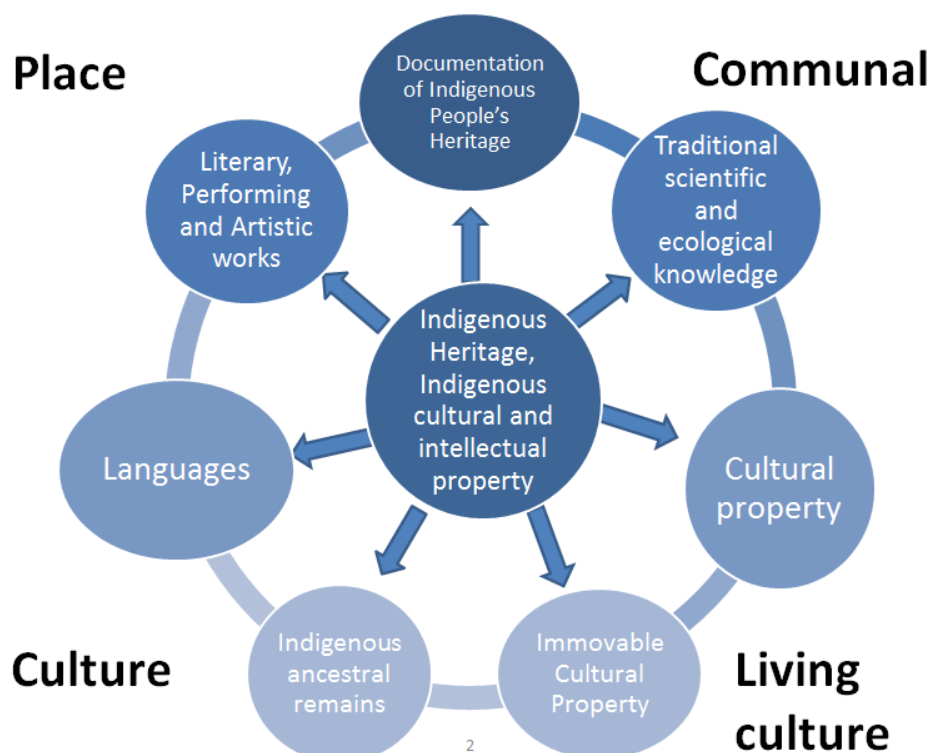 Place
Communal
Documentation
of Indigenous
People's
Heritage
Literary,
Performing
and Artistic
works
Traditional
scientific
and
ecological
knowledge
Indigenous
Heritage,
Indigenous
cultural and
intellectual
property
Languages
Cultural
property
Indigenous
ancestral
remains
Immovable
Cultural
Property
Culture
Living
culture
2